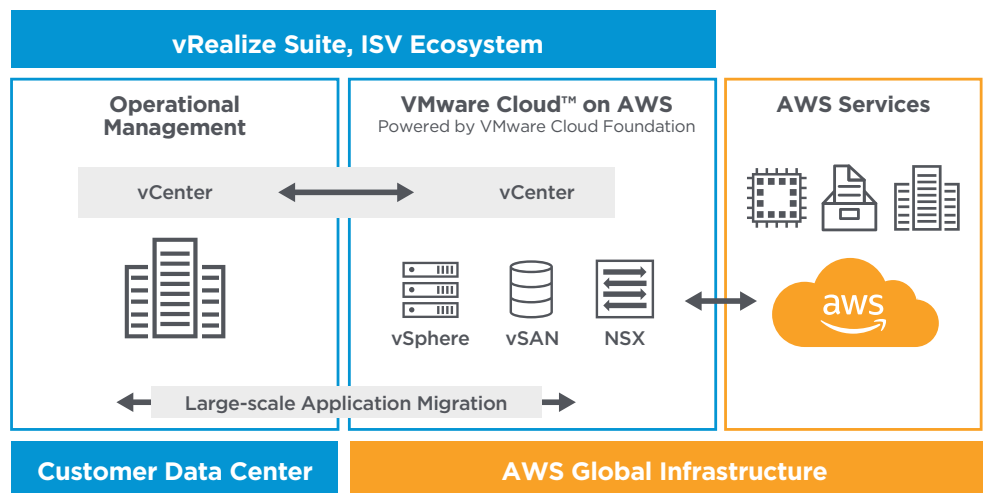 vRealize Suite, ISV Ecosystem
Operational
Management
VMware Cloud™ on AWS
Powered by VMware Cloud Foundation
AWS Services
vCenter
vCenter
aws
vSphere
vSAN
NSX
Large-scale Application Migration
Customer Data Center
AWS Global Infrastructure